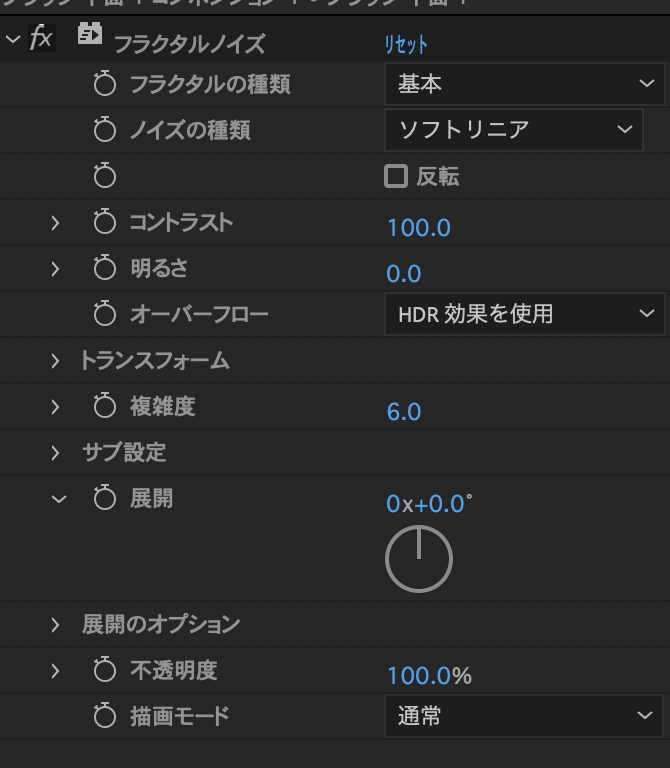 fx フラクタルノイズ リセット
フラクタルの種類 基本
ノイズの種類 ソフトリニア
反転
コントラスト 100.0
明るさ 0.0
オーバーフロー HDR 効果を使用
トランスフォーム
複雑度 6.0
サブ設定
展開 0x+0.0°
展開のオプション
不透明度 100.0%
描画モード 通常